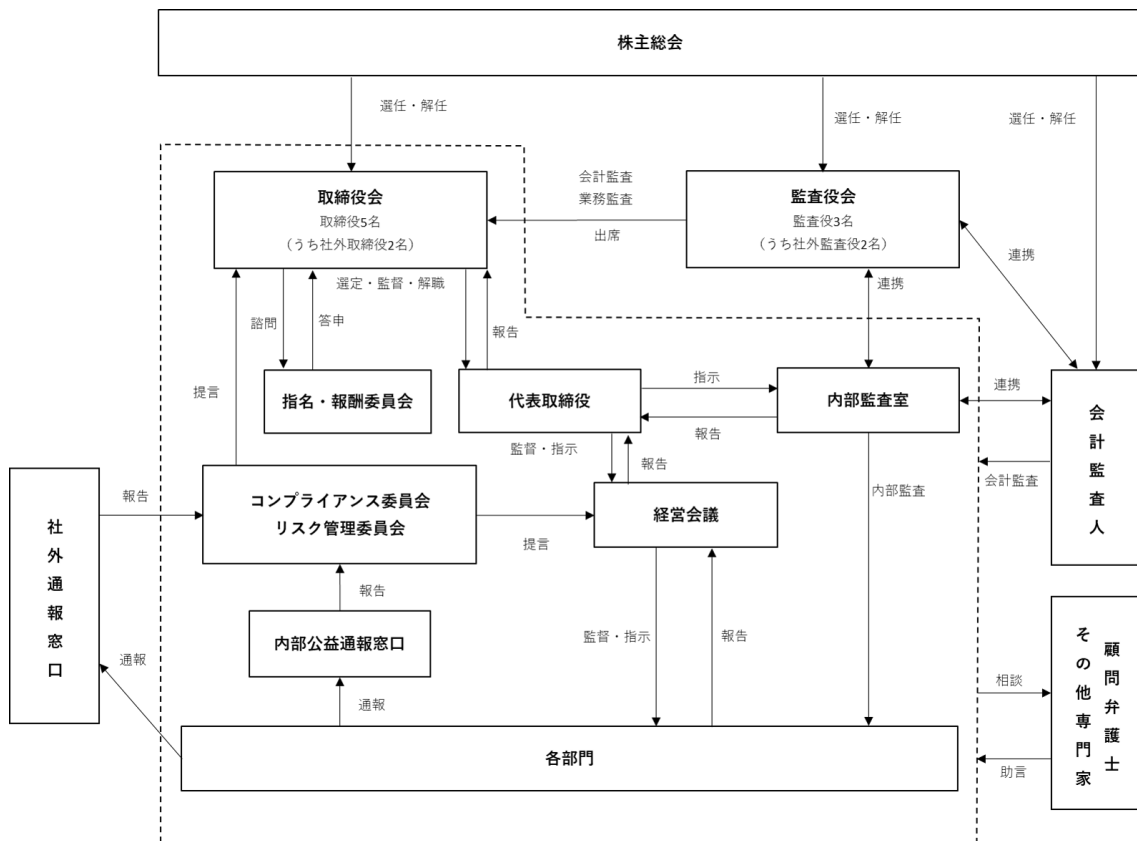 株主総会
選任・解任
選任・解任
選任・解任
取締役会
取締役5名
（うち社外取締役2名）
会計監査
業務監査
出席
監査役会
監査役3名
（うち社外監査役2名）
連携
連携
選定・監督・解職
諮問
答申
報告
提言
指名・報酬委員会
代表取締役
指示
報告
内部監査室
連携
会計監査人
会計監査
監督・指示
報告
内部監査
社外通報窓口
報告
コンプライアンス委員会
リスク管理委員会
提言
経営会議
報告
内部公益通報窓口
監督・指示
報告
通報
通報
相談
助言
顧問弁護士
その他専門家
各部門